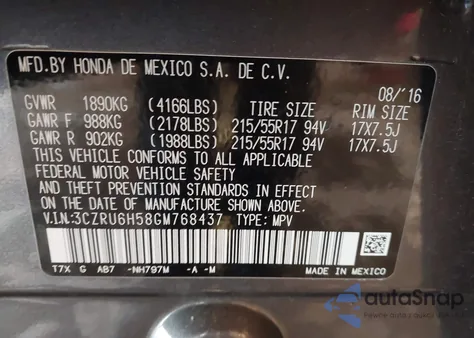 MFD.BY HONDA DE MEXICO S.A. DE C.V.
08/'16
GVWR 1890KG (4166LBS) TIRE SIZE RIM SIZE
GAWR F 988KG (2178LBS) 215/55R17 94V 17X7.5J
GAWR R 902KG (1988LBS) 215/55R17 94V 17X7.5J
THIS VEHICLE CONFORMS TO ALL APPLICABLE
FEDERAL MOTOR VEHICLE SAFETY
AND THEFT PREVENTION STANDARDS IN EFFECT
ON THE DATE OF MANUFACTURE SHOWN ABOVE.
V.I.N:3CZRU6H58GM768437 TYPE: MPV
T7X G AB7 -NH797M -A -M
MADE IN MEXICO
autoSnap